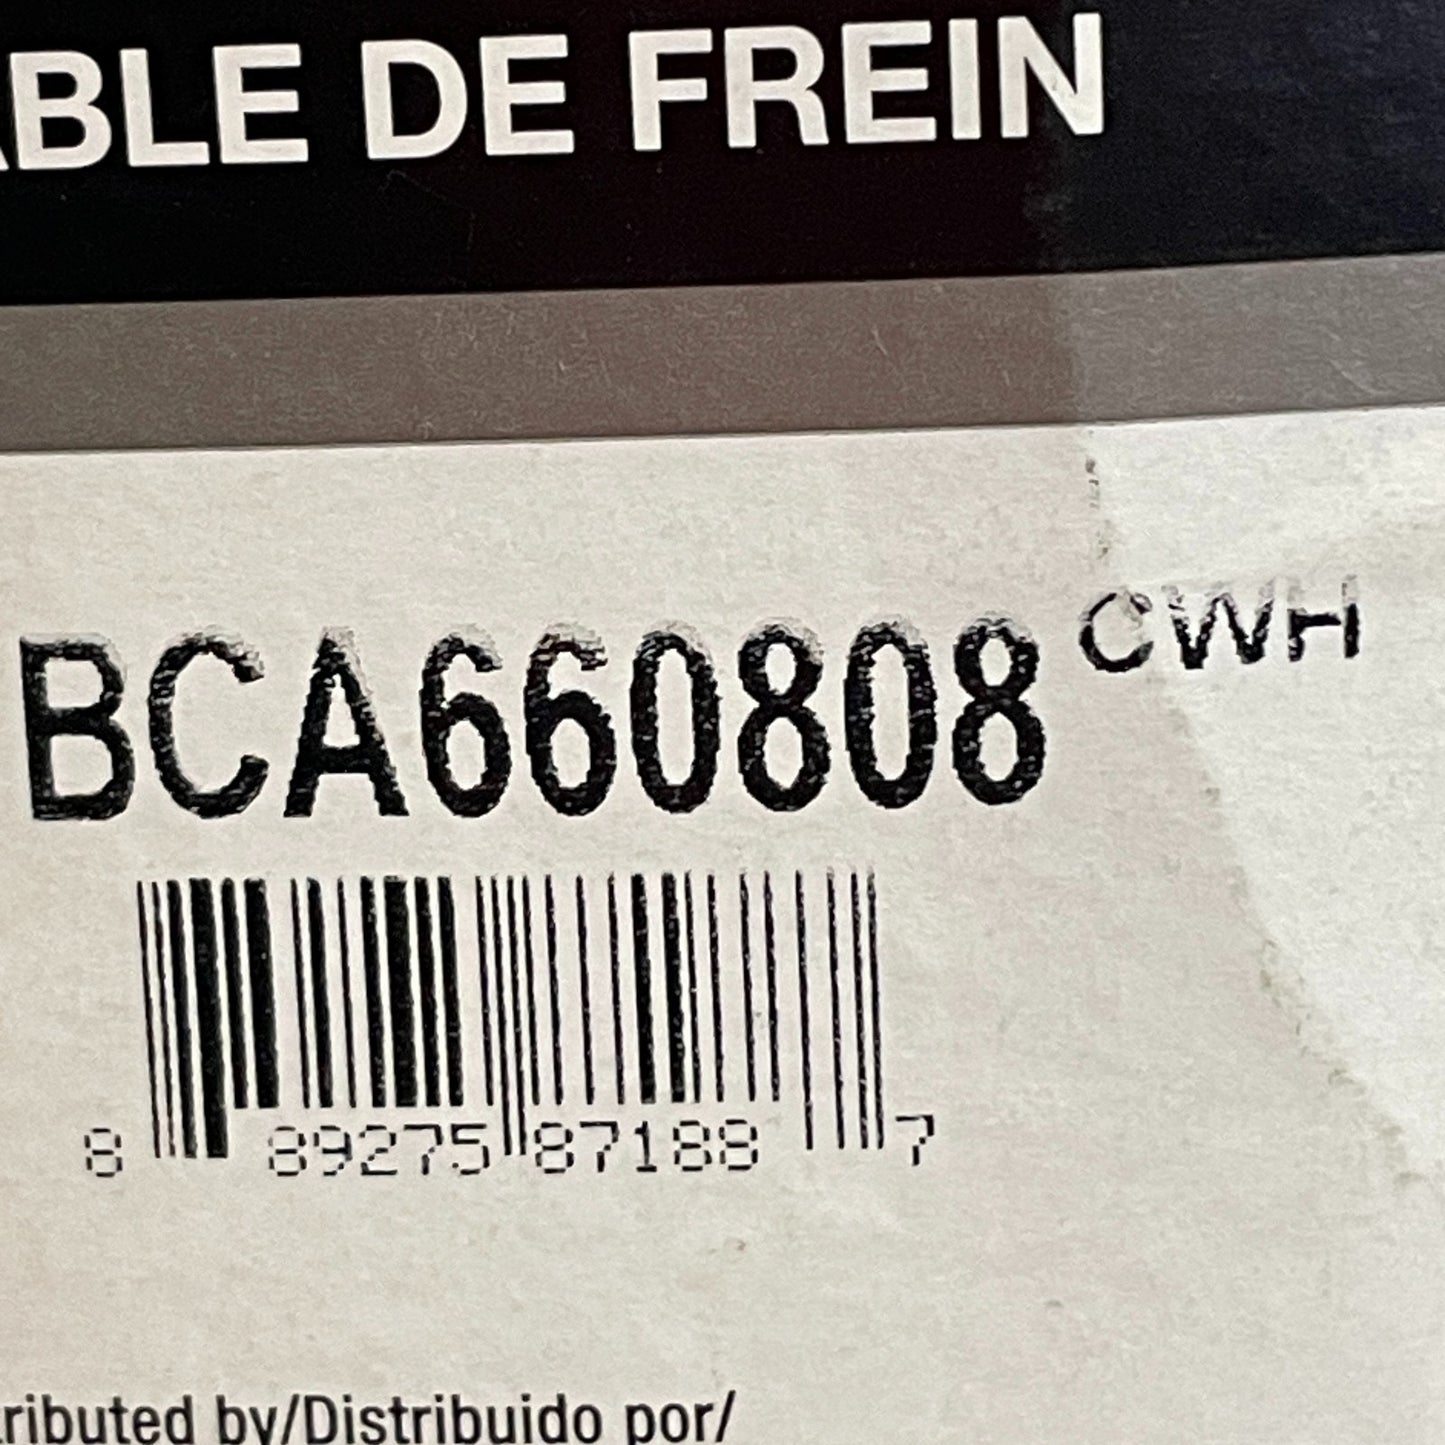 ABLE DE FREIN
BCA660808 CWH
8 89275 87188 7
ributed by/Distribuido por/